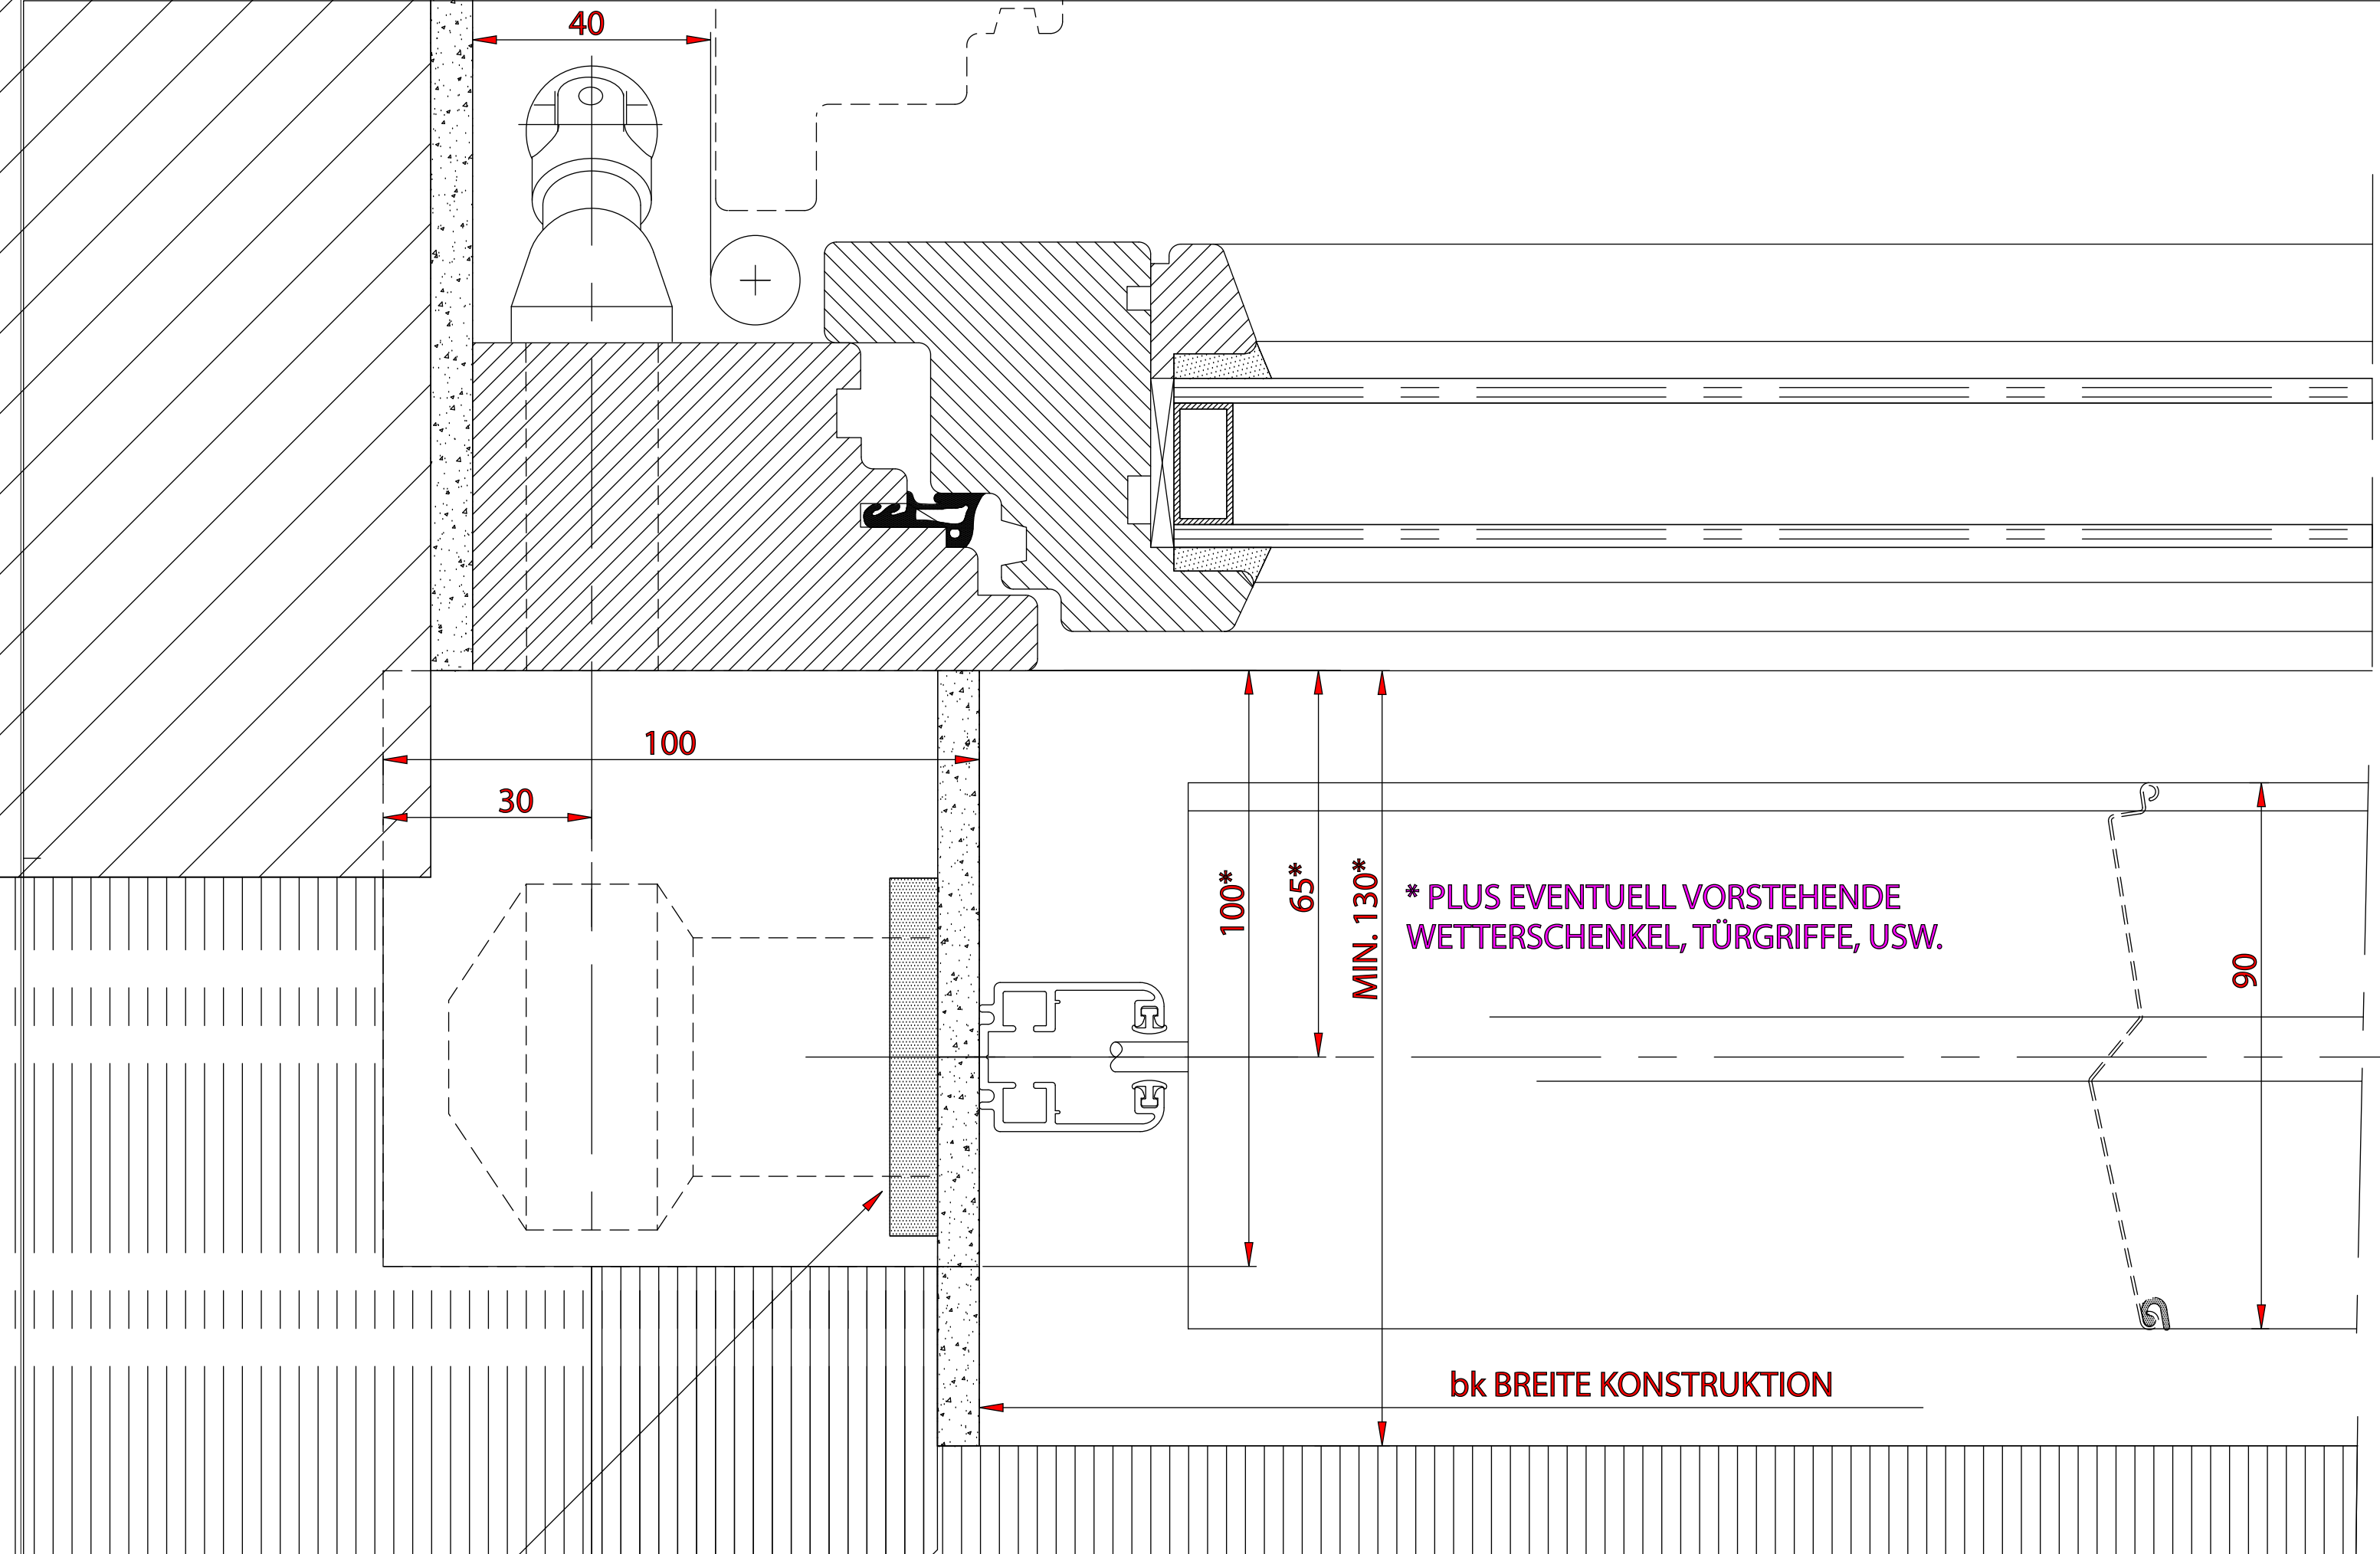 40
100
30
100*
65*
MIN. 130*
* PLUS EVENTUELL VORSTEHENDE
WETTERSCHENKEL, TÜRGRIFFE, USW.
90
bk BREITE KONSTRUKTION